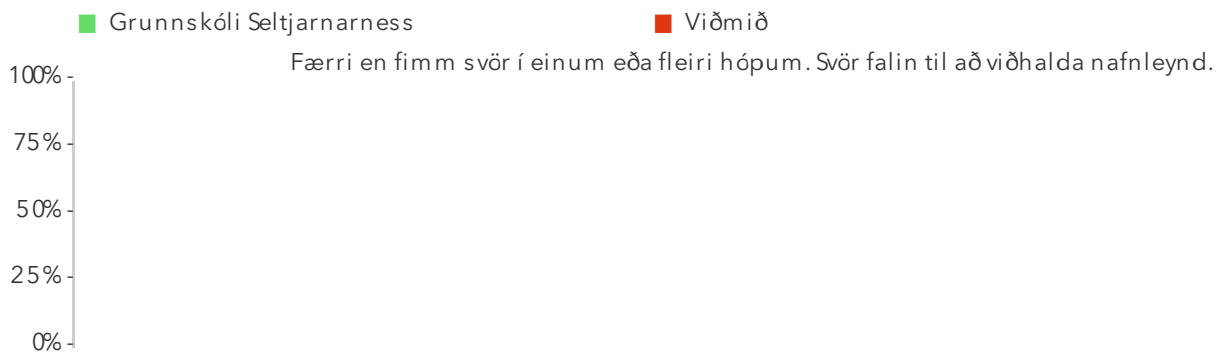 Grunnskóli Seltjarnarness
Viðmið
Færri en fimm svör í einum eða fleiri hópum. Svör falin til að viðhalda nafnleynd.
100%
75%
50%
25%
0%